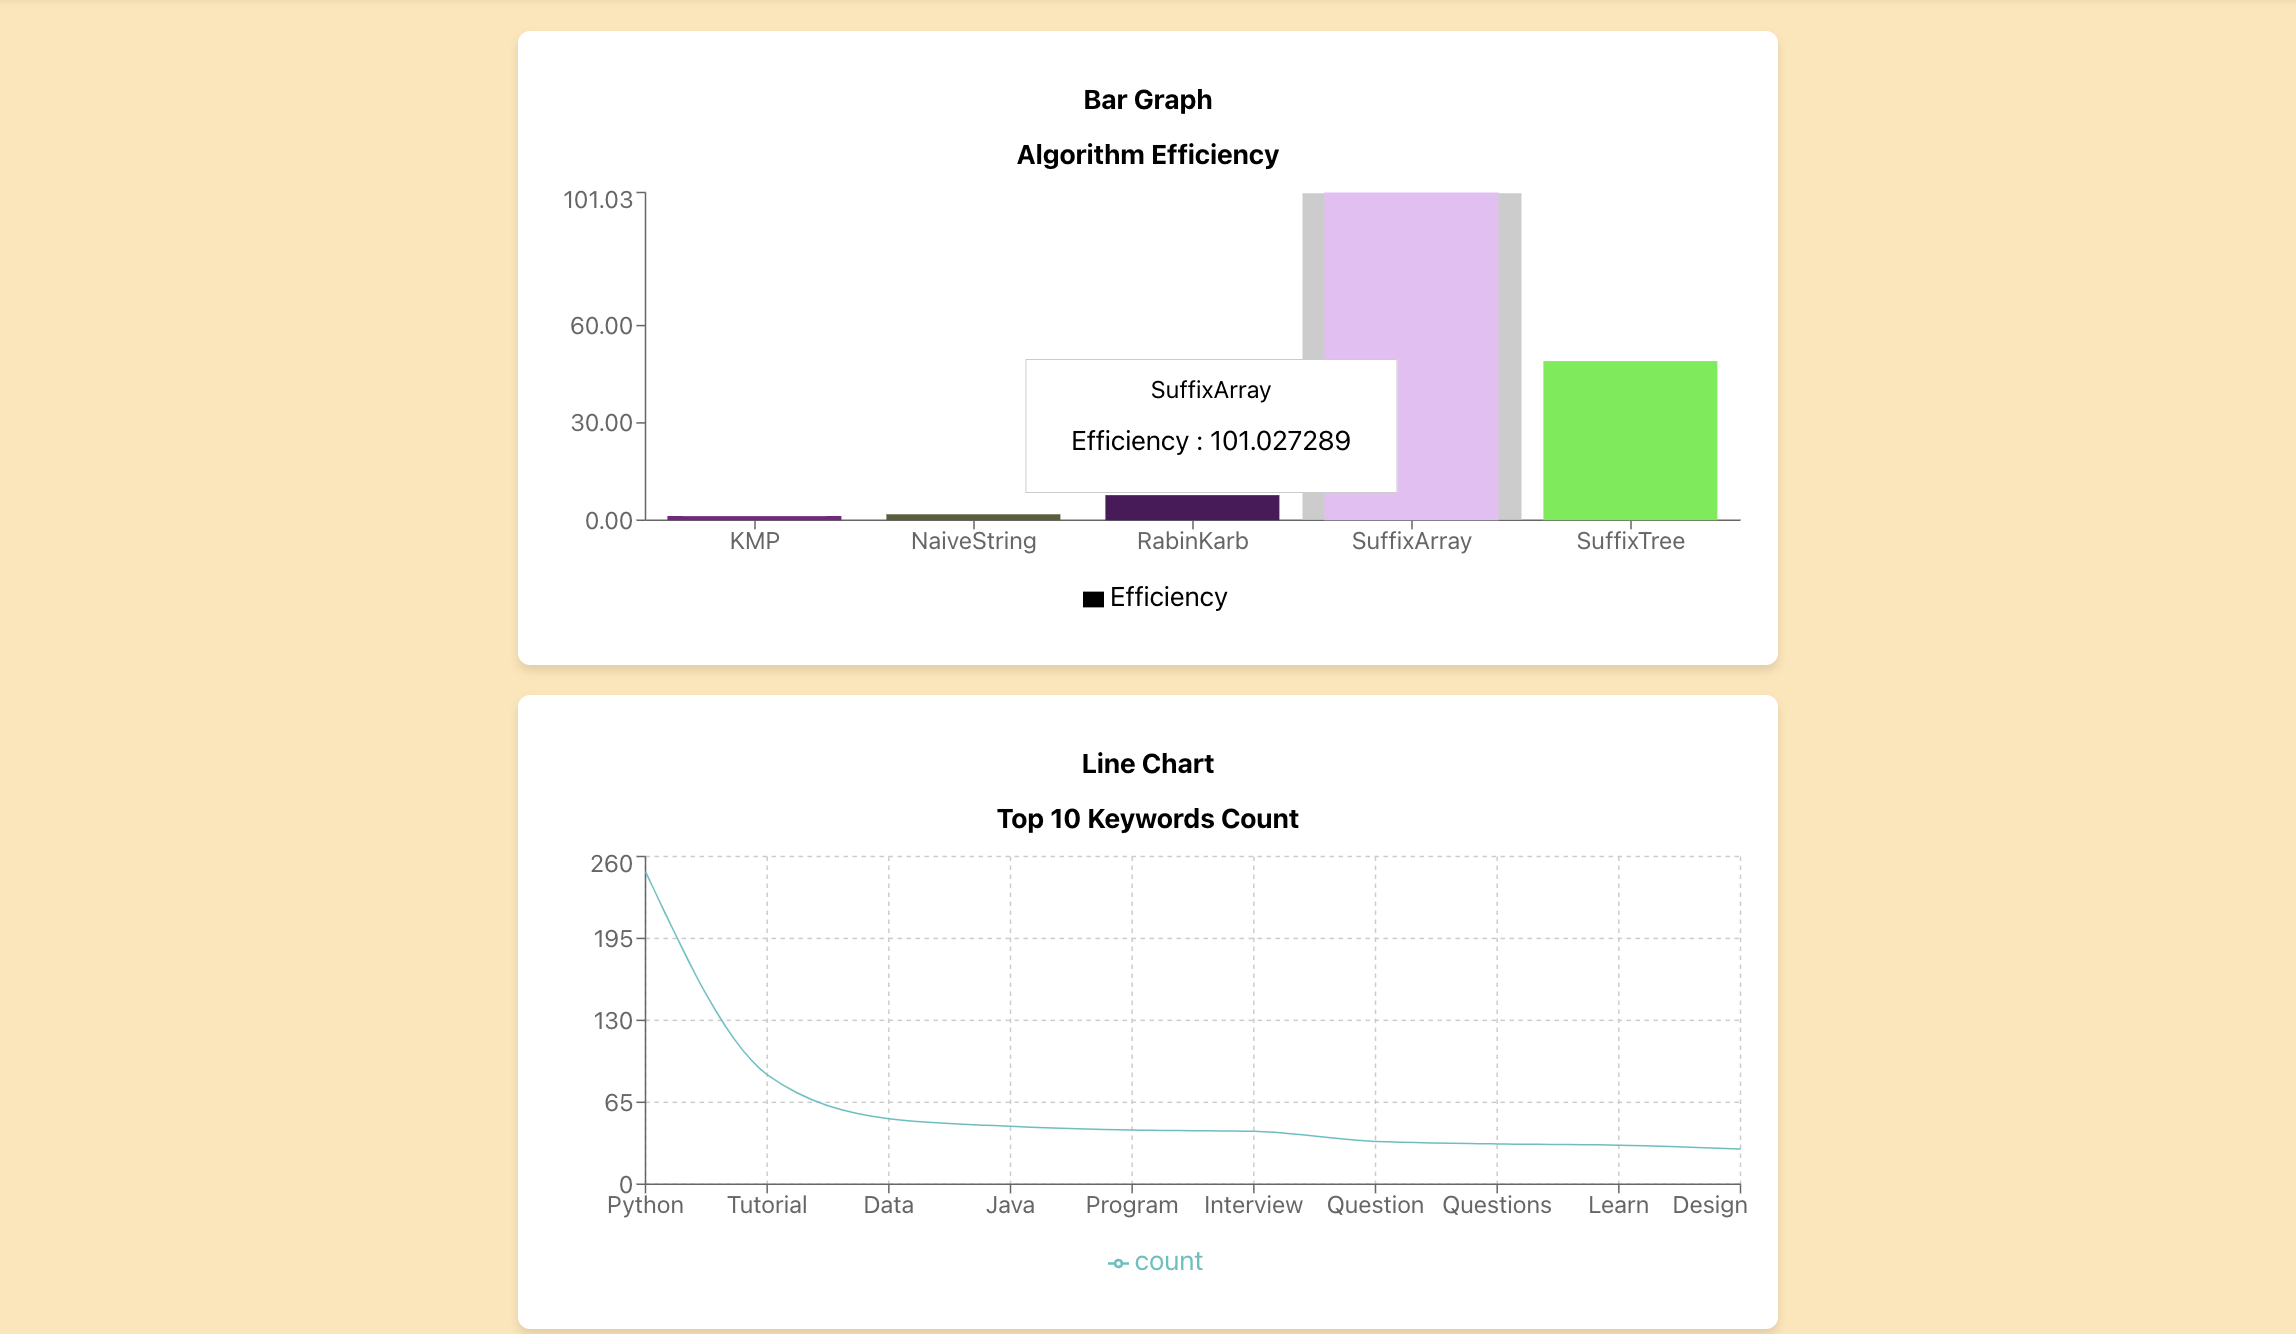 Bar Graph
Algorithm Efficiency
101.03
60.00
30.00
0.00
SuffixArray
Efficiency : 101.027289
KMP NaiveString RabinKarb SuffixArray SuffixTree
Efficiency
Line Chart
Top 10 Keywords Count
260
195
130
65
0
Python Tutorial Data Java Program Interview Question Questions Learn Design
count